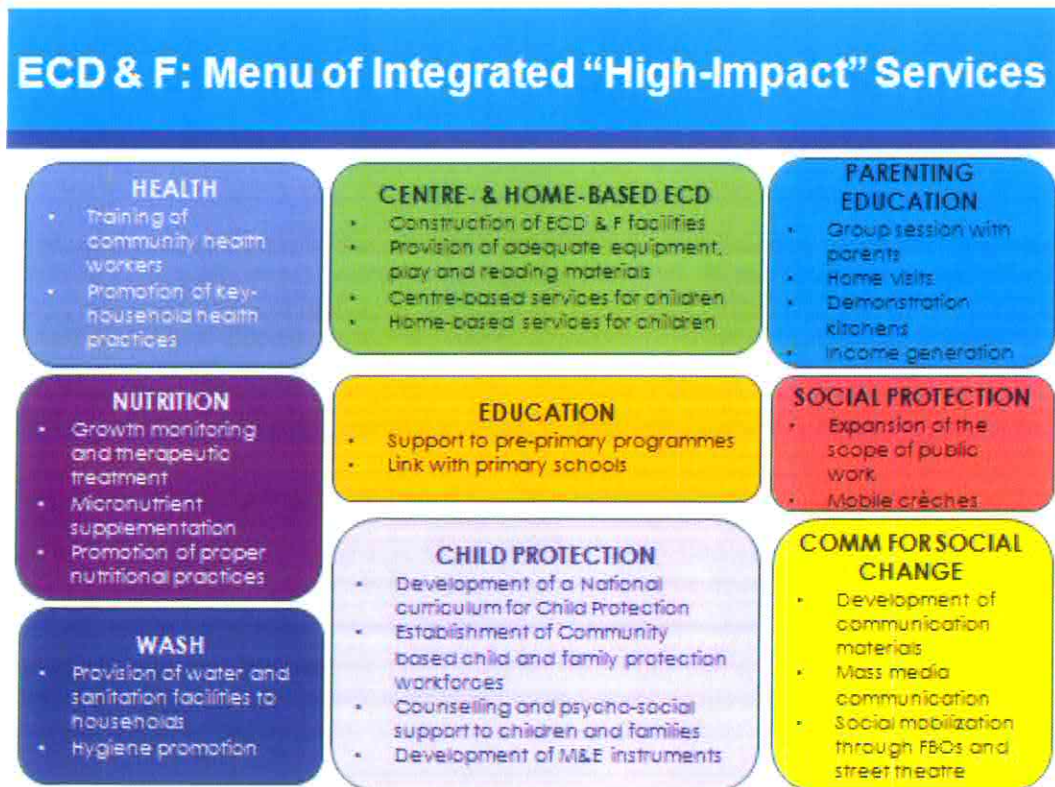 ECD & F: Menu of Integrated “High-Impact” Services
HEALTH
• Training of
community health
workers
• Promotion of key-
household health
practices
CENTRE- & HOME-BASED ECD
• Construction of ECD & F facilities
• Provision of adequate equipment,
play and reading materials
• Centre-based services for children
• Home-based services for children
PARENTING
EDUCATION
• Group session with
parents
• Home visits
• Demonstration
kitchens
• Income generation
NUTRITION
• Growth monitoring
and therapeutic
treatment
• Micronutrient
supplementation
• Promotion of proper
nutritional practices
EDUCATION
• Support to pre-primary programmes
• Link with primary schools
SOCIAL PROTECTION
• Expansion of the
scope of public
work
• Mobile crèches
WASH
• Provision of water and
sanitation facilities to
households
• Hygiene promotion
CHILD PROTECTION
• Development of a National
curriculum for Child Protection
• Establishment of Community
based child and family protection
workforces
• Counselling and psycho-social
support to children and families
• Development of M&E instruments
COMM FOR SOCIAL
CHANGE
• Development of
communication
materials
• Mass media
communication
• Social mobilization
through FBOs and
street theatre